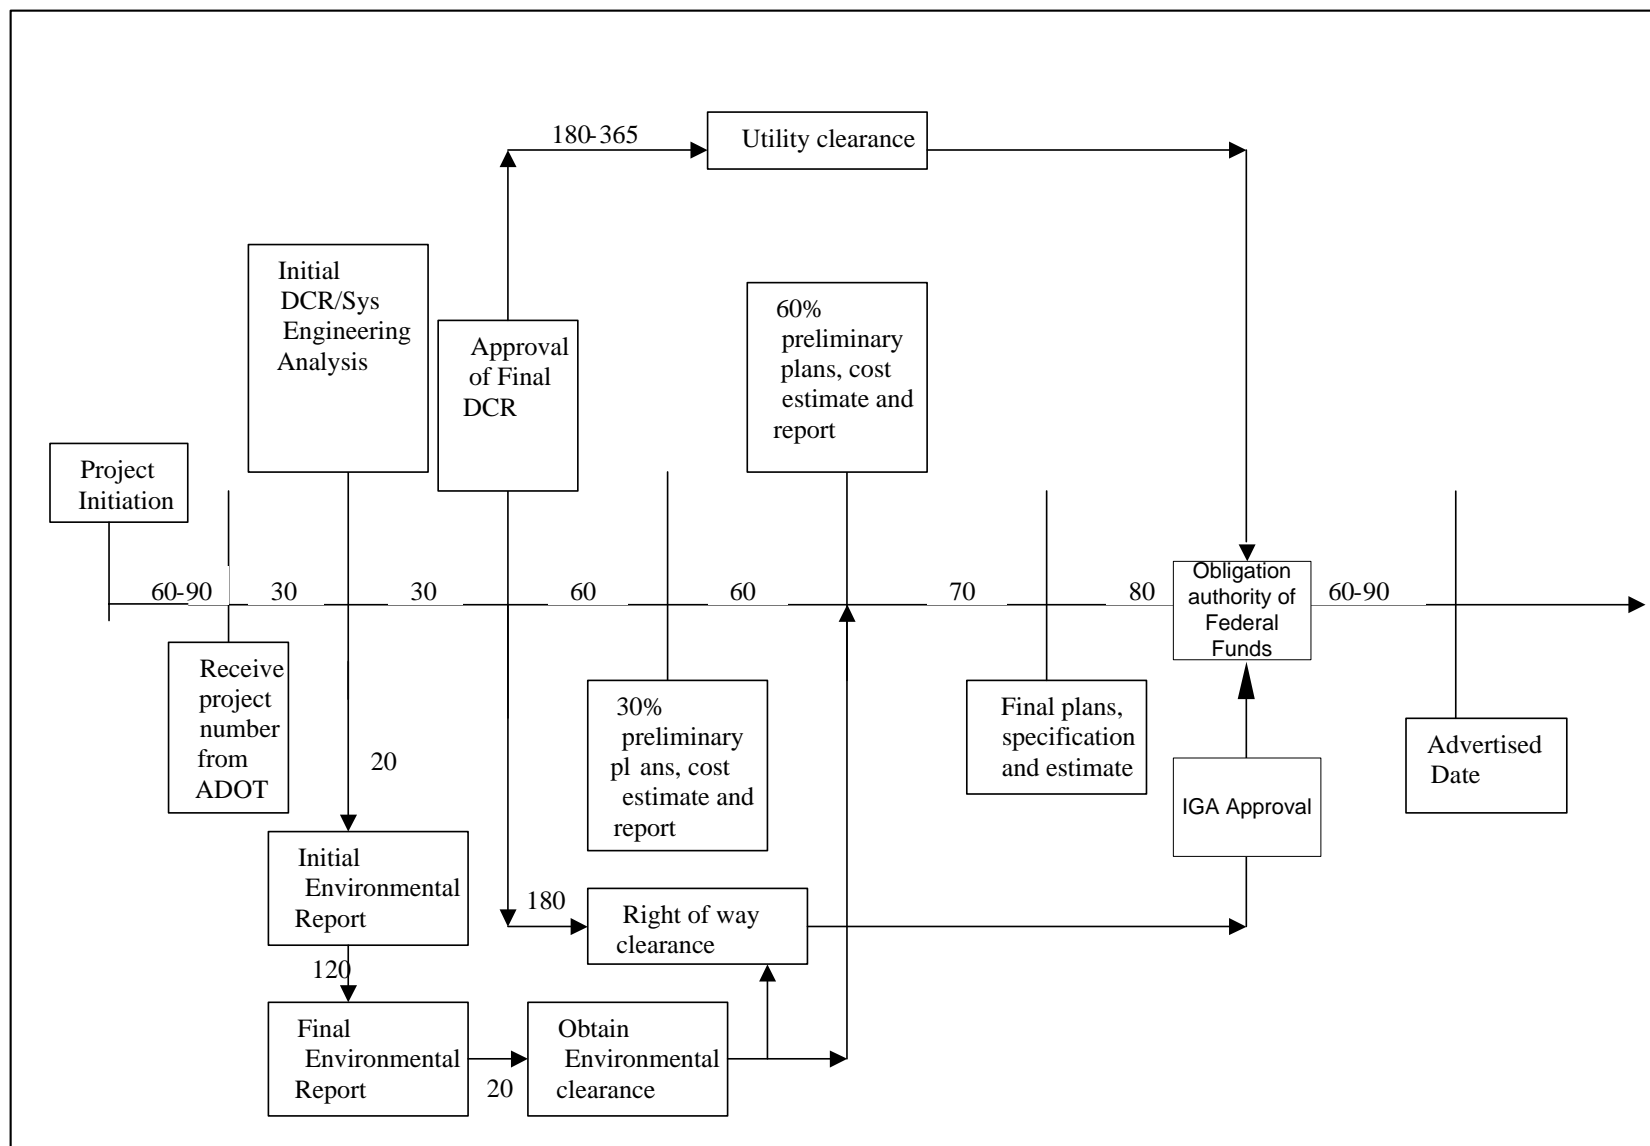 180-365
Utility clearance
Initial
DCR/Sys
Engineering
Analysis
Approval
of Final
DCR
60%
preliminary
plans, cost
estimate and
report
Project
Initiation
60-90
30
30
60
60
70
80
Obligation
authority of
Federal
Funds
60-90
Receive
project
number
from
ADOT
20
30%
preliminary
pl ans, cost
estimate and
report
Final plans,
specification
and estimate
IGA Approval
Advertised
Date
Initial
Environmental
Report
180
Right of way
clearance
120
Final
Environmental
Report
20
Obtain
Environmental
clearance